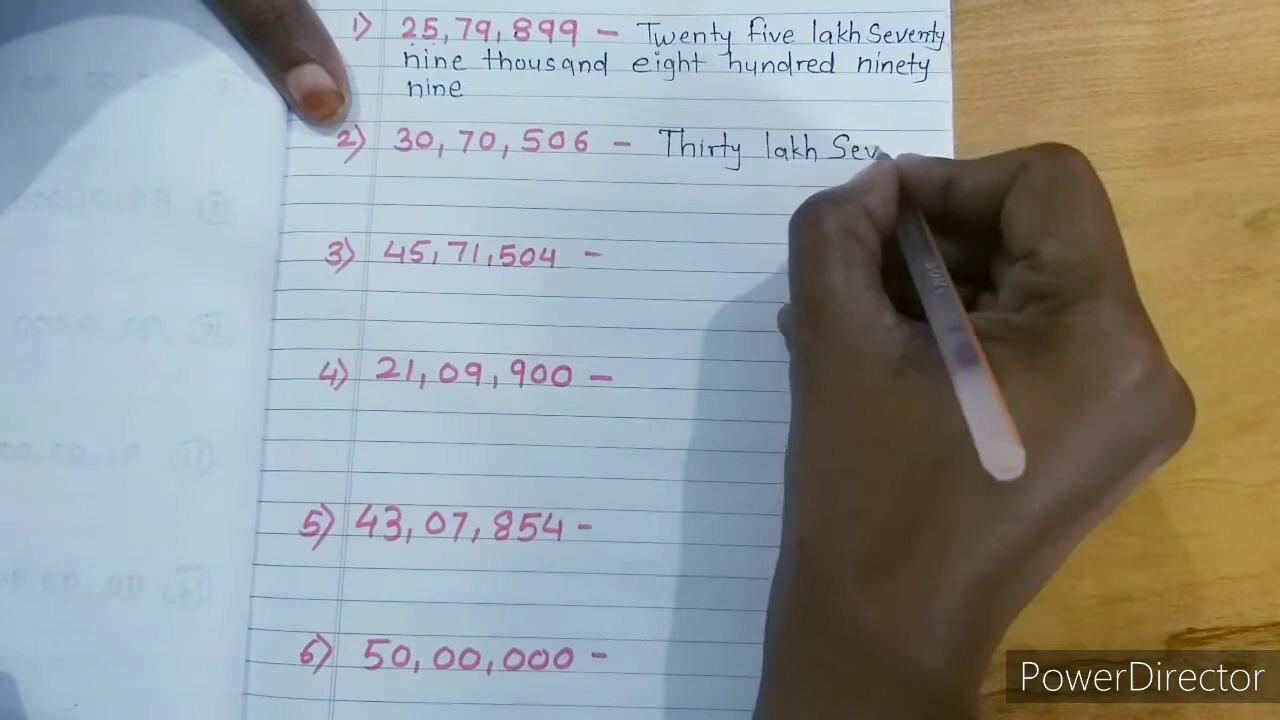 1) 25,79,899 - Twenty five lakh Seventy
nine thousand eight hundred ninety
nine
2) 30,70,506 - Thirty lakh Sev
3) 45,71,504 -
4) 21,09,900 -
5) 43,07,854 -
6) 50,00,000 -
PowerDirector